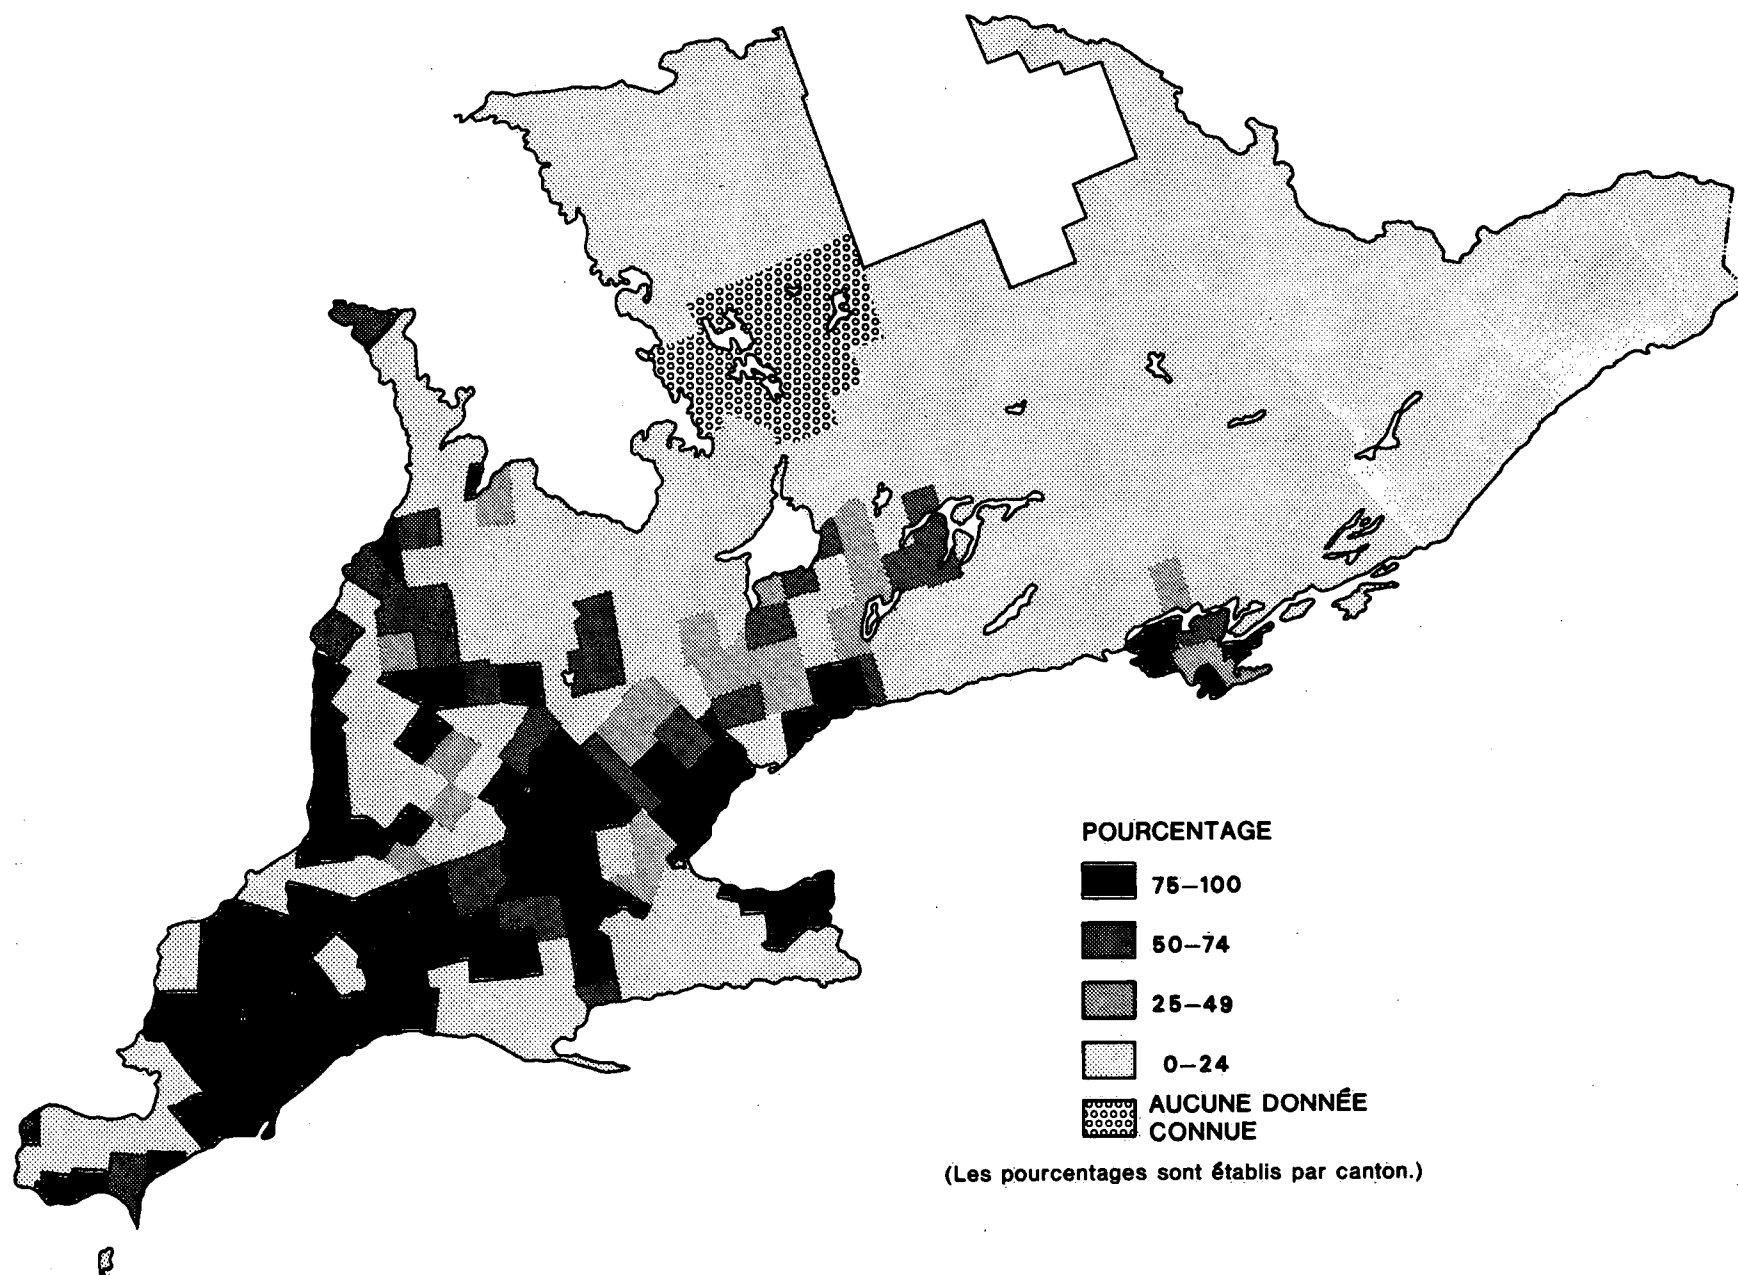 POURCENTAGE
75–100
50–74
25–49
0–24
AUCUNE DONNÉE
CONNUE
(Les pourcentages sont établis par canton.)